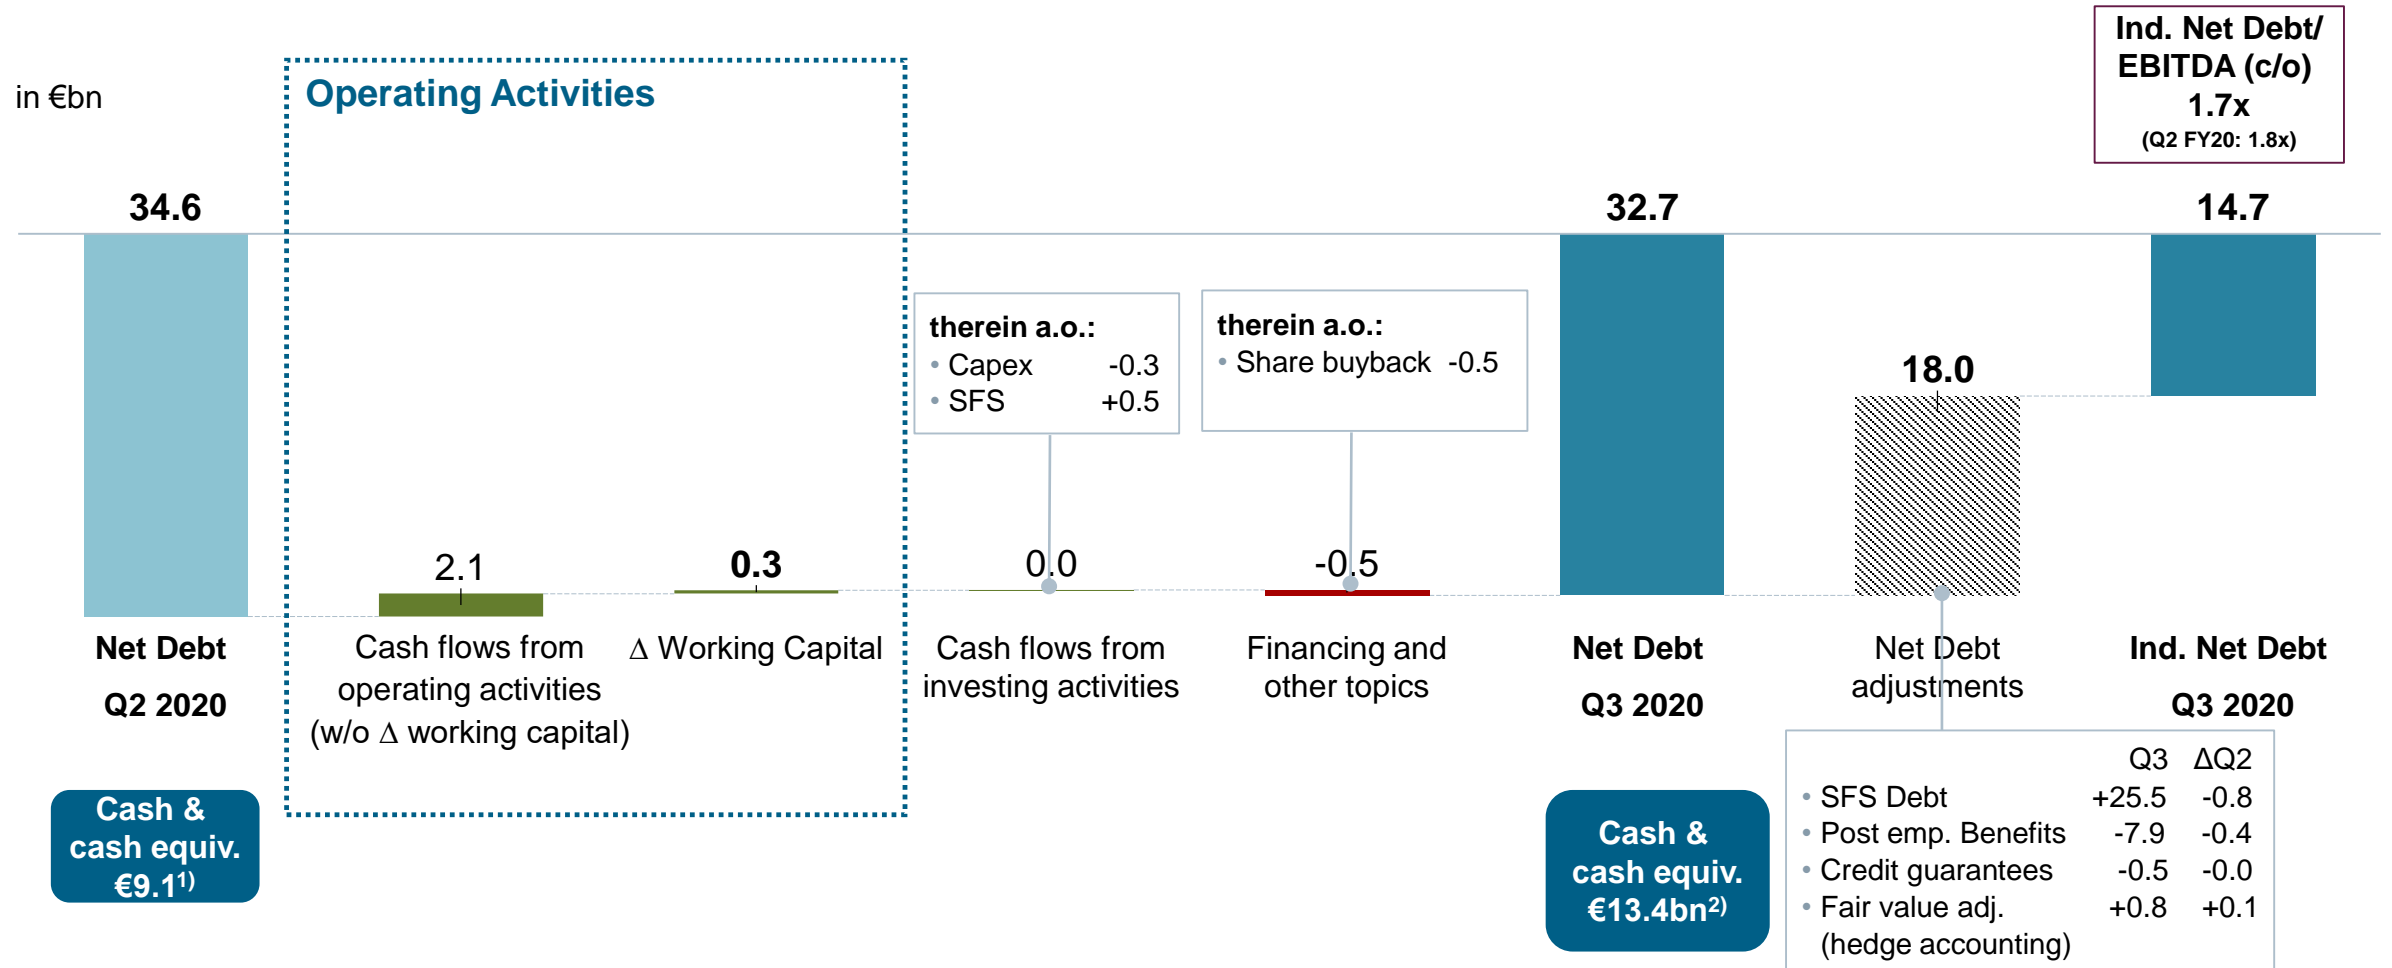 in €bn
Operating Activities
Ind. Net Debt/
EBITDA (c/o)
1.7x
(Q2 FY20: 1.8x)
34.6
32.7
14.7
therein a.o.:
• Capex -0.3
• SFS +0.5
therein a.o.:
• Share buyback -0.5
18.0
2.1
0.3
0.0
-0.5
Net Debt
Q2 2020
Cash flows from
operating activities
(w/o Δ working capital)
Δ Working Capital
Cash flows from
investing activities
Financing and
other topics
Net Debt
Q3 2020
Net Debt
adjustments
Ind. Net Debt
Q3 2020
Cash &
cash equiv.
€9.1¹⁾
Cash &
cash equiv.
€13.4bn²⁾
Q3 ΔQ2
• SFS Debt +25.5 -0.8
• Post emp. Benefits -7.9 -0.4
• Credit guarantees -0.5 -0.0
• Fair value adj. +0.8 +0.1
(hedge accounting)